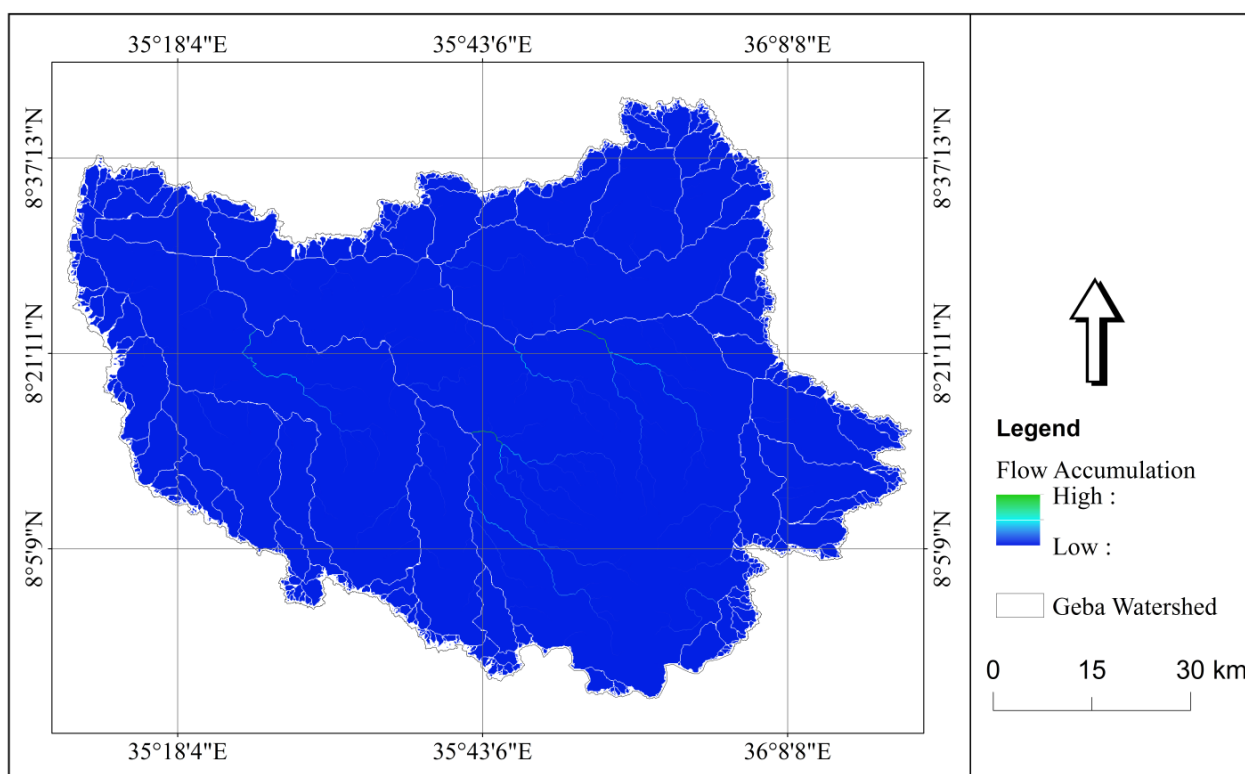 35°18'4"E 35°43'6"E 36°8'8"E
8°37'13"N 8°37'13"N
8°21'11"N 8°21'11"N
8°5'9"N 8°5'9"N
35°18'4"E 35°43'6"E 36°8'8"E
Legend
Flow Accumulation
High :
Low :
Geba Watershed
0 15 30 km